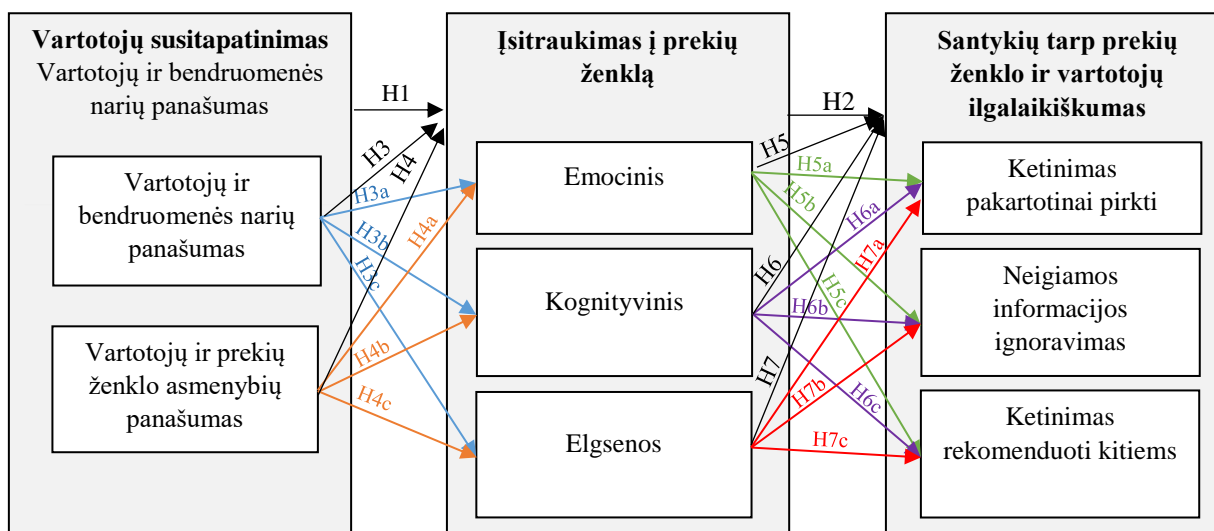 Vartotojų susitapatinimas
Vartotojų ir bendruomenės
narių panašumas
Vartotojų ir
bendruomenės narių
panašumas
Vartotojų ir prekių
ženklo asmenybių
panašumas
H1
H3
H4
H3a
H3b
H3c
H4a
H4b
H4c
Įsitraukimas į prekių
ženklą
Emocinis
Kognityvinis
Elgsenos
H2
H5
H5a
H5b
H5c
H6
H6a
H6b
H6c
H7
H7a
H7b
H7c
Santykių tarp prekių
ženklo ir vartotojų
ilgalaikiškumas
Ketinimas
pakartotinai pirkti
Neigiamos
informacijos
ignoravimas
Ketinimas
rekomenduoti kitiems